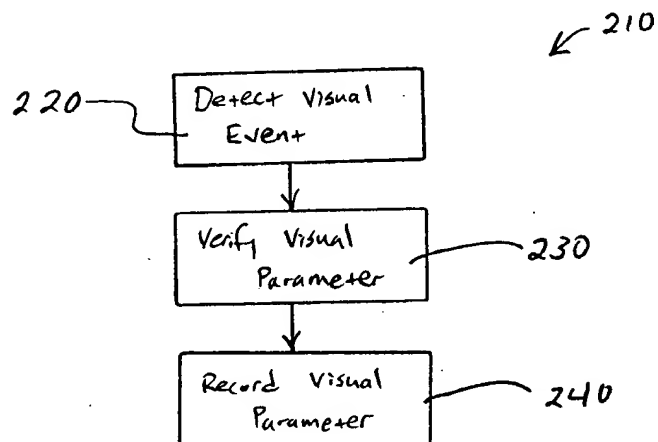 210
220
Detect Visual
Event
Verify Visual
Parameter
230
Record Visual
Parameter
240